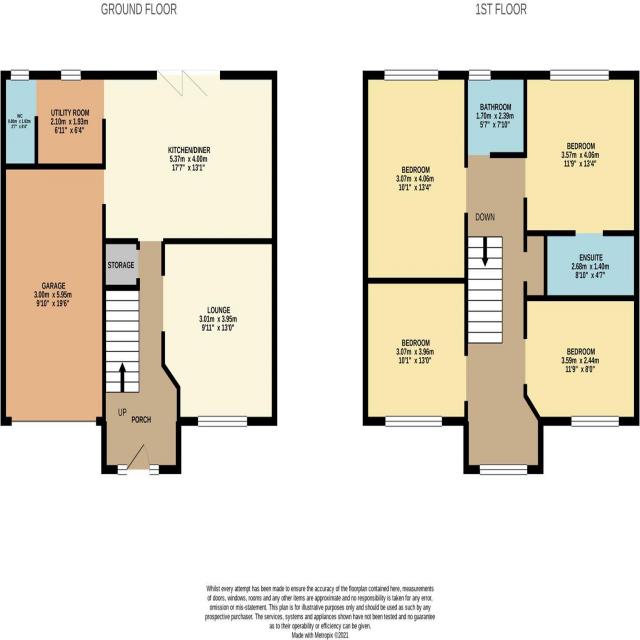 GROUND FLOOR
1ST FLOOR
WC
UTILITY ROOM
2.10m x 1.93m
6'11" x 6'4"
KITCHEN/DINER
5.37m x 4.00m
17'7" x 13'1"
GARAGE
3.00m x 5.95m
9'10" x 19'6"
STORAGE
LOUNGE
3.01m x 3.95m
9'11" x 13'0"
UP
PORCH
BATHROOM
1.70m x 2.39m
5'7" x 7'10"
BEDROOM
3.07m x 4.06m
10'1" x 13'4"
BEDROOM
3.57m x 4.06m
11'9" x 13'4"
DOWN
ENSUITE
2.68m x 1.40m
8'10" x 4'7"
BEDROOM
3.07m x 3.96m
10'1" x 13'0"
BEDROOM
3.59m x 2.44m
11'9" x 8'0"
Whilst every attempt has been made to ensure the accuracy of the floorplan contained here, measurements
of doors, windows, rooms and any other items are approximate and no responsibility is taken for any error,
omission or mis-statement. This plan is for illustrative purposes only and should be used as such by any
prospective purchaser. The services, systems and appliances shown have not been tested and no guarantee
as to their operability or efficiency can be given.
Made with Metropix ©2021